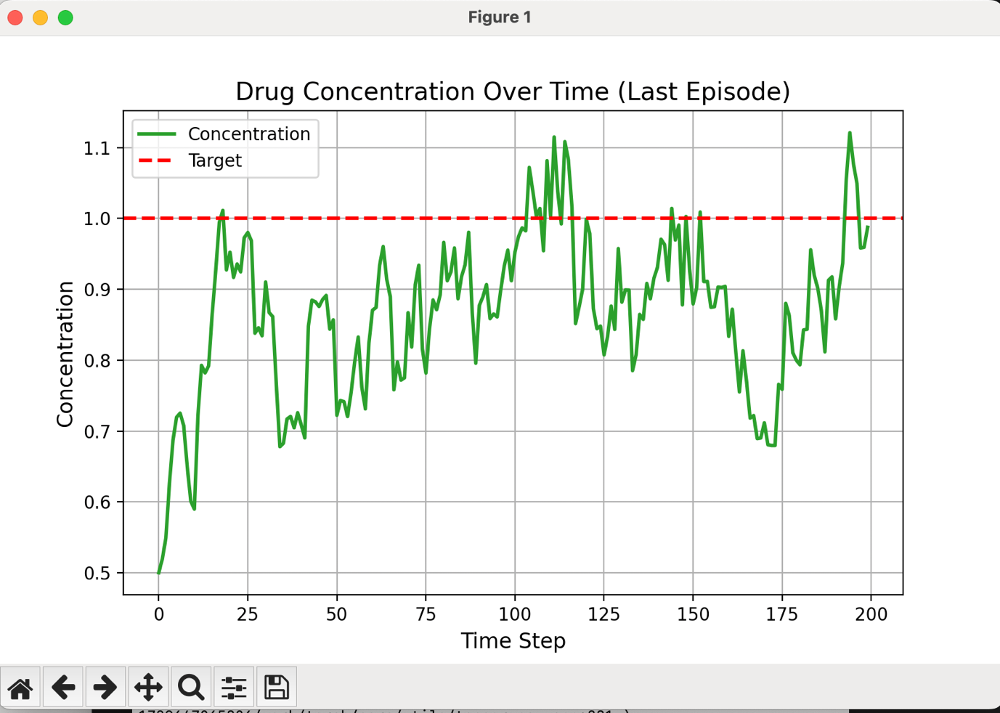 Figure 1
Drug Concentration Over Time (Last Episode)
Concentration
Target
1.1
1.0
0.9
0.8
0.7
0.6
0.5
Concentration
0 25 50 75 100 125 150 175 200
Time Step